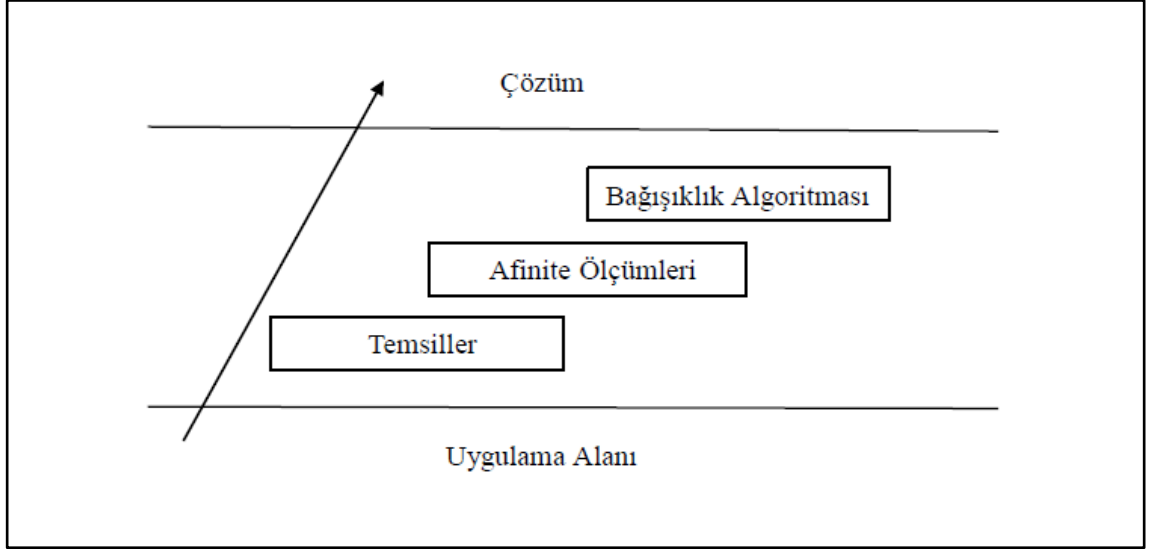 Çözüm
Bağışıklık Algoritması
Afinite Ölçümleri
Temsiller
Uygulama Alanı